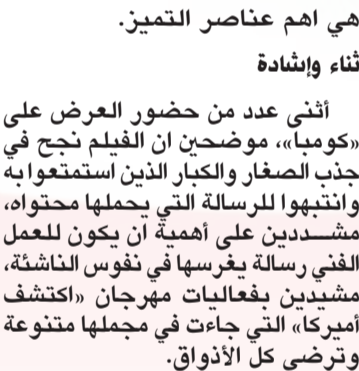 هي اهم عناصر التميز.
ثناء وإشادة
أثنى عدد من حضور العرض على
«كومبا»، موضحين ان الفيلم نجح في
جذب الصغار والكبار الذين استمتعوا به
وانتبهوا للرسالة التي يحملها محتواه،
مشـــددين على أهمية ان يكون للعمل
الفني رسالة يغرسها في نفوس الناشئة،
مشيدين بفعاليات مهرجان «اكتشف
أميركا» التي جاءت في مجملها متنوعة
وترضي كل الأذواق.